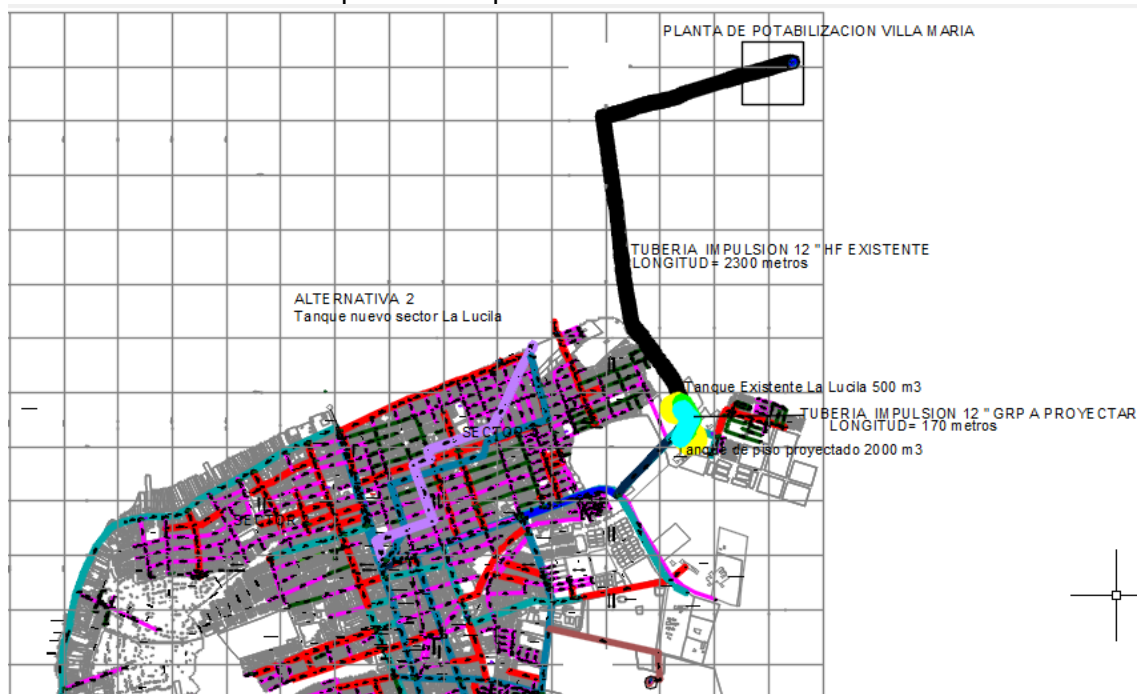 PLANTA DE POTABILIZACION VILLA MARIA
TUBERIA IMPULSION 12 " HF EXISTENTE
LONGITUD= 2300 metros
ALTERNATIVA 2
Tanque nuevo sector La Lucila
Tanque Existente La Lucila 500 m3
TUBERIA IMPULSION 12 " GRP A PROYECTAR
LONGITUD= 170 metros
SECTOR
Tanque de piso proyectado 2000 m3
SECTOR